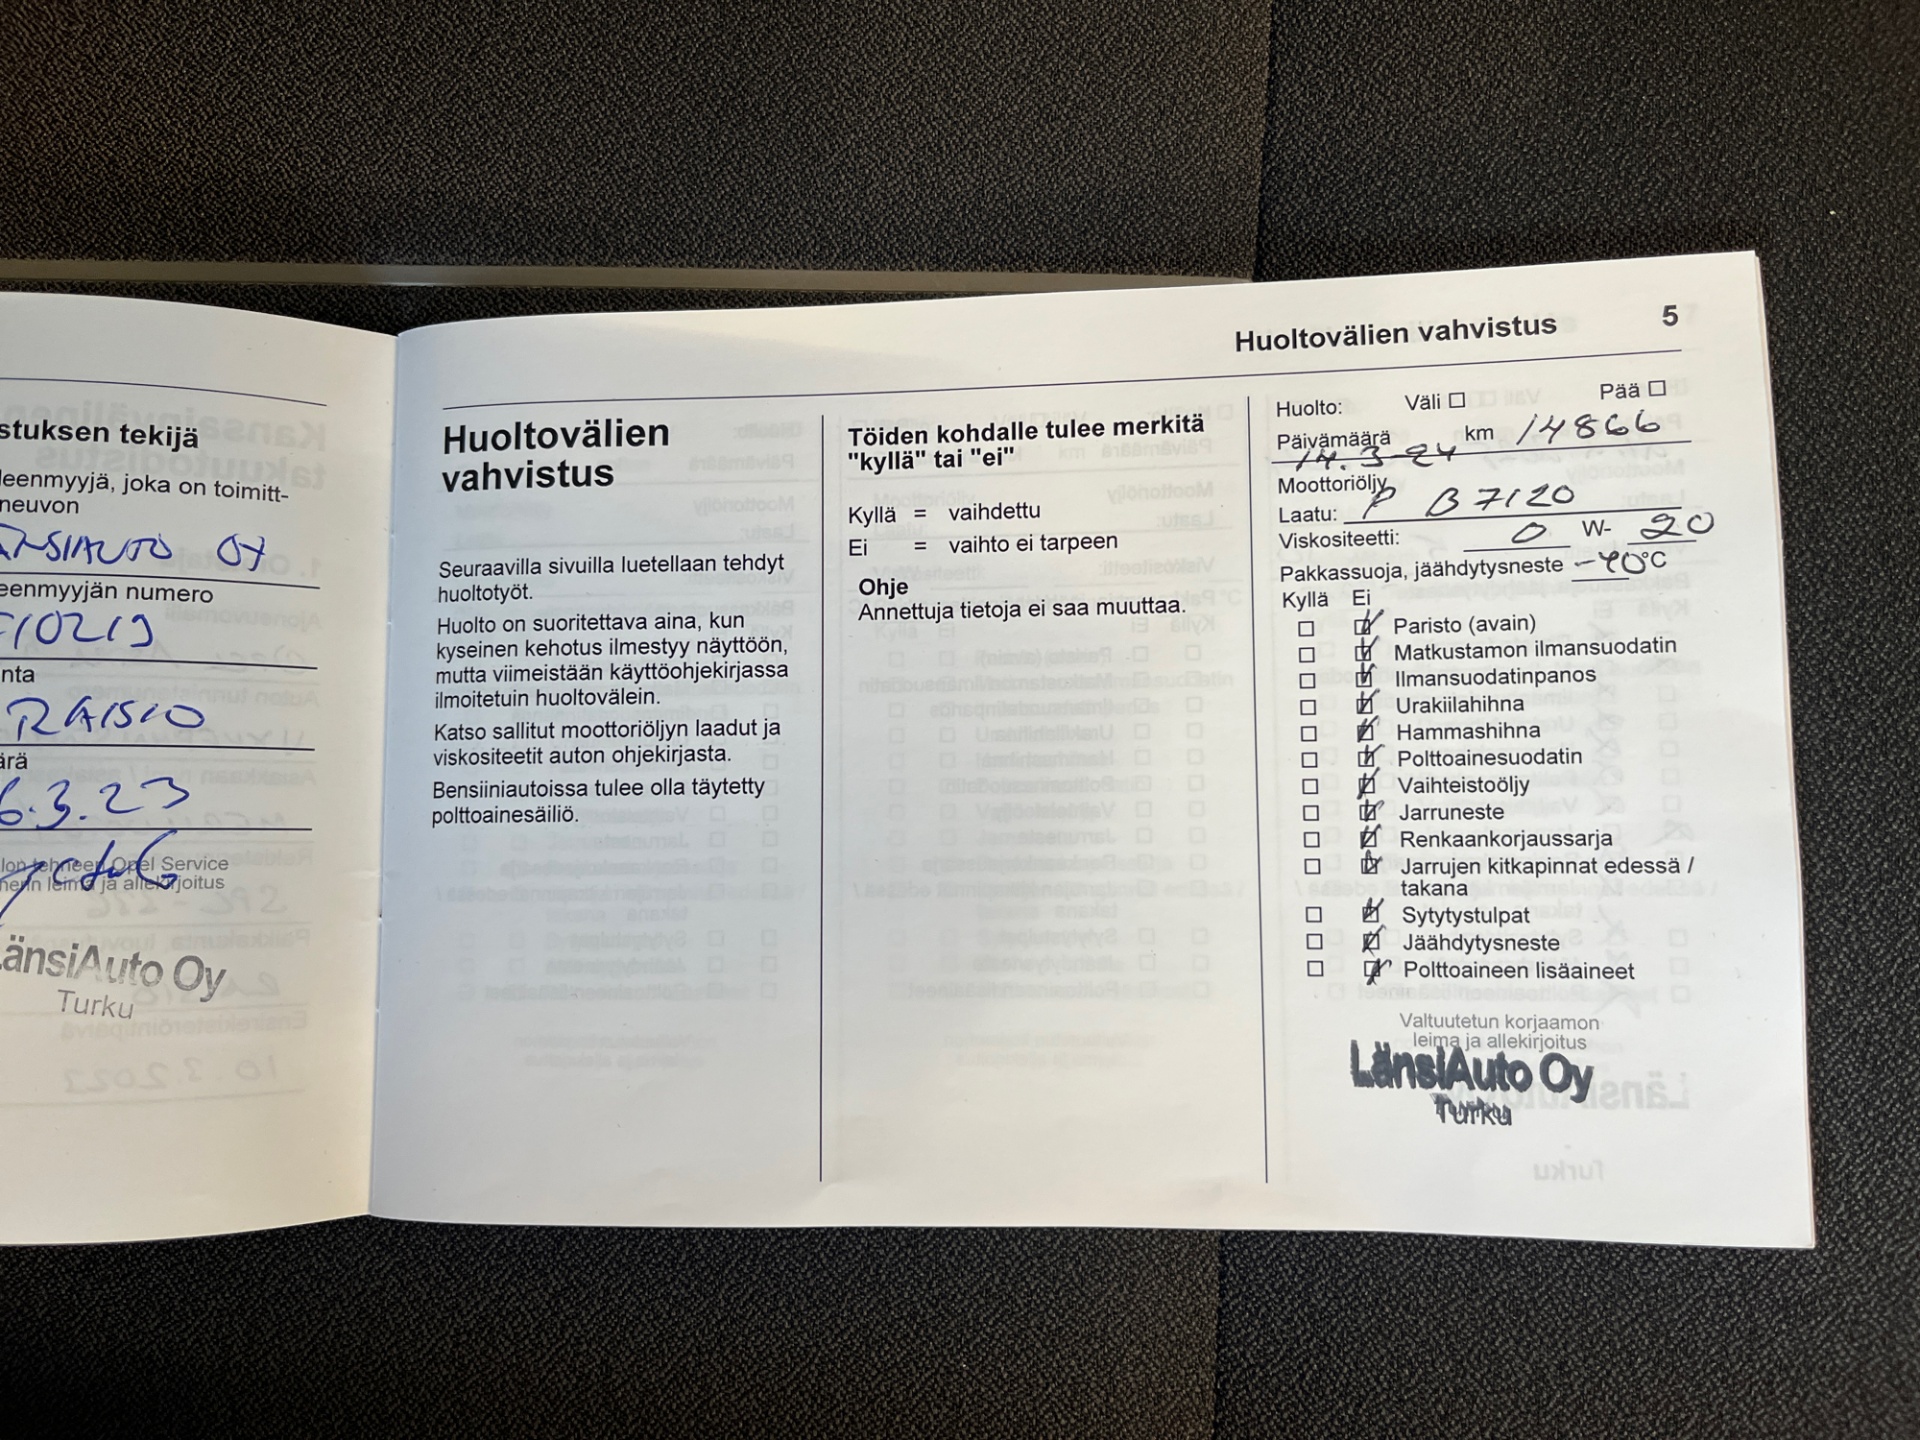 stuksen tekijä
leenmyyjä, joka on toimitt-
neuvon
ÄNSIAUTO OY
eenmyyjän numero
F10219
nta
RAISIO
ärä
6.3.23
lon tehneen Opel Service
nerin leima ja allekirjoitus
LänsiAuto Oy
Turku
Huoltovälien vahvistus 5
Huoltovälien
vahvistus
Seuraavilla sivuilla luetellaan tehdyt
huoltotyöt.
Huolto on suoritettava aina, kun
kyseinen kehotus ilmestyy näyttöön,
mutta viimeistään käyttöohjekirjassa
ilmoitetuin huoltovälein.
Katso sallitut moottoriöljyn laadut ja
viskositeetit auton ohjekirjasta.
Bensiiniautoissa tulee olla täytetty
polttoainesäiliö.
Töiden kohdalle tulee merkitä
"kyllä" tai "ei"
Kyllä = vaihdettu
Ei = vaihto ei tarpeen
Ohje
Annettuja tietoja ei saa muuttaa.
Huolto: Väli Pää
Päivämäärä km 14866
14.3-24
Moottoriöljy
Laatu: P B 7120
Viskositeetti: 0 W- 20
Pakkassuoja, jäähdytysneste -40°C
Kyllä Ei
Paristo (avain)
Matkustamon ilmansuodatin
Ilmansuodatinpanos
Urakiilahihna
Hammashihna
Polttoainesuodatin
Vaihteistoöljy
Jarruneste
Renkaankorjaussarja
Jarrujen kitkapinnat edessä /
takana
Sytytystulpat
Jäähdytysneste
Polttoaineen lisäaineet
Valtuutetun korjaamon
leima ja allekirjoitus
LänsiAuto Oy
Turku